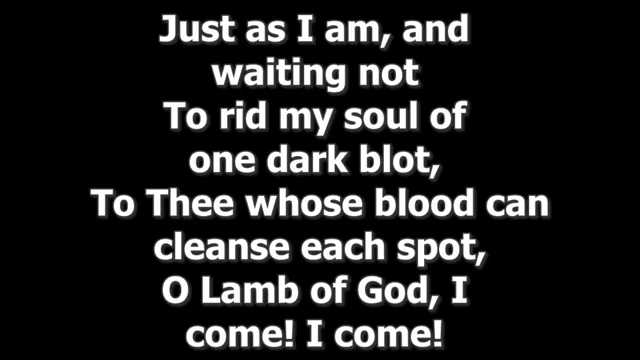 Just as I am, and
waiting not
To rid my soul of
one dark blot,
To Thee whose blood can
cleanse each spot,
O Lamb of God, I
come! I come!